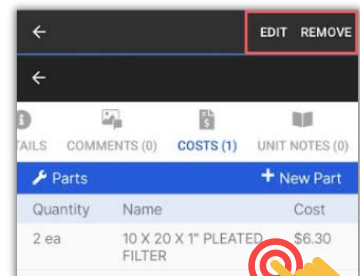 EDIT REMOVE
TAILS COMMENTS (0) COSTS (1) UNIT NOTES (0)
Parts + New Part
Quantity Name Cost
2 ea 10 X 20 X 1" PLEATED $6.30
FILTER